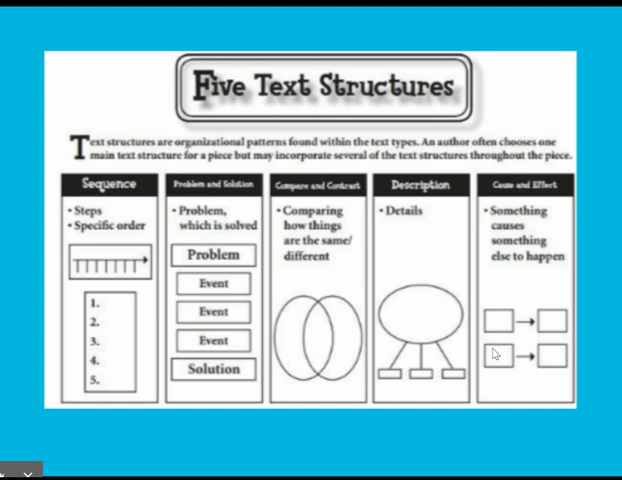 Five Text Structures
Text structures are organizational patterns found within the text types. An author often chooses one
main text structure for a piece but may incorporate several of the text structures throughout the piece.
Sequence
• Steps
• Specific order
1.
2.
3.
4.
5.
Problem and Solution
• Problem,
which is solved
Problem
Event
Event
Event
Solution
Compare and Contrast
• Comparing
how things
are the same/
different
Description
• Details
Cause and Effect
• Something
causes
something
else to happen